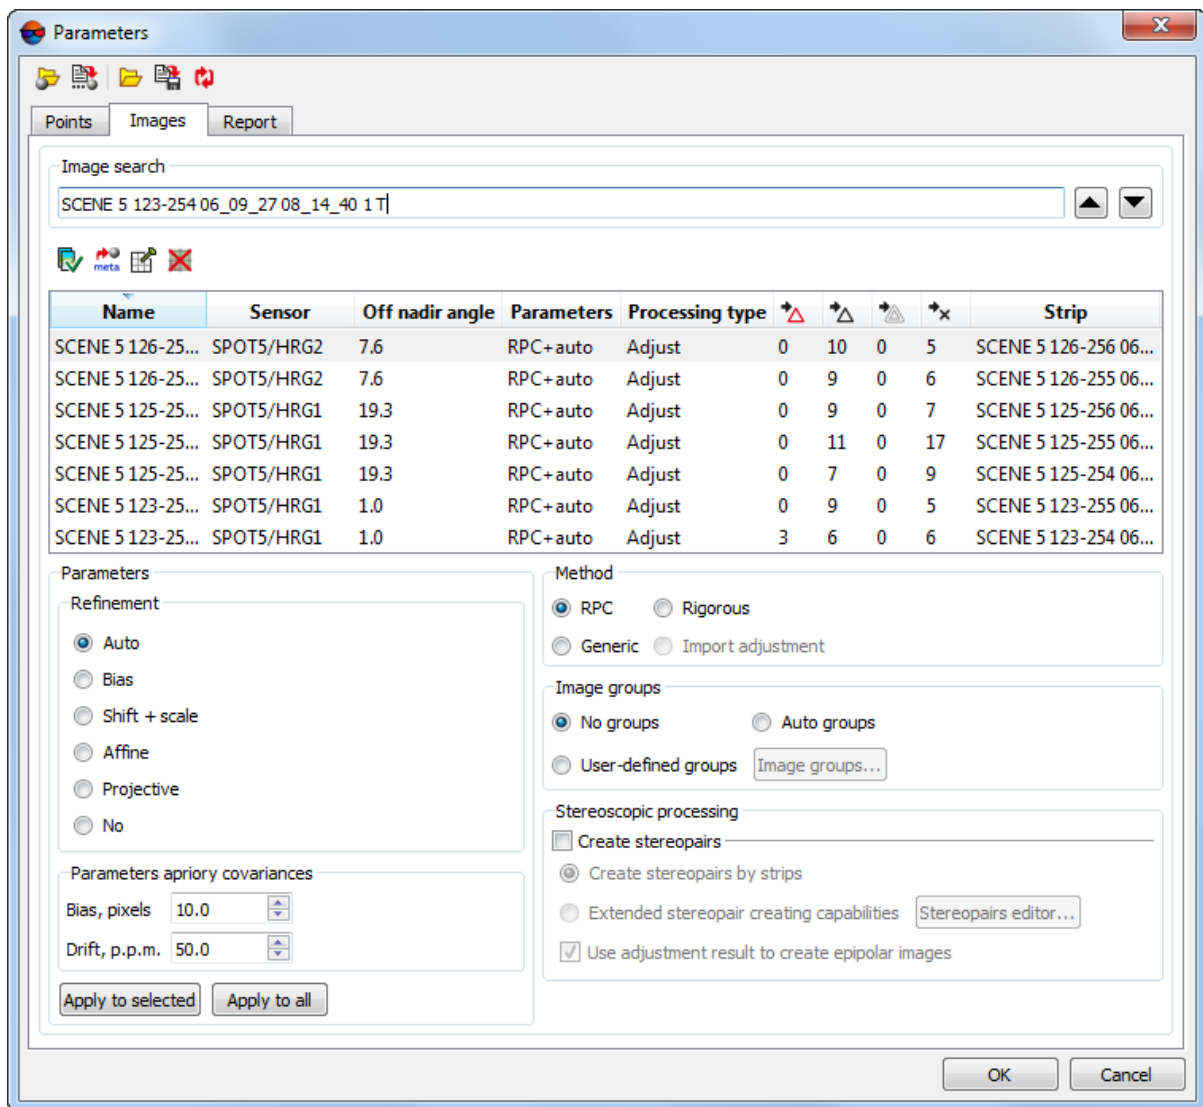 Parameters
Points Images Report
Image search
SCENE 5 123-254 06_09_27 08_14_40 1 T
meta
Name Sensor Off nadir angle Parameters Processing type Strip
SCENE 5 126-25... SPOT5/HRG2 7.6 RPC+auto Adjust 0 10 0 5 SCENE 5 126-256 06...
SCENE 5 126-25... SPOT5/HRG2 7.6 RPC+auto Adjust 0 9 0 6 SCENE 5 126-255 06...
SCENE 5 125-25... SPOT5/HRG1 19.3 RPC+auto Adjust 0 9 0 7 SCENE 5 125-256 06...
SCENE 5 125-25... SPOT5/HRG1 19.3 RPC+auto Adjust 0 11 0 17 SCENE 5 125-255 06...
SCENE 5 125-25... SPOT5/HRG1 19.3 RPC+auto Adjust 0 7 0 9 SCENE 5 125-254 06...
SCENE 5 123-25... SPOT5/HRG1 1.0 RPC+auto Adjust 0 9 0 5 SCENE 5 123-255 06...
SCENE 5 123-25... SPOT5/HRG1 1.0 RPC+auto Adjust 3 6 0 6 SCENE 5 123-254 06...
Parameters
Refinement
Auto
Bias
Shift + scale
Affine
Projective
No
Parameters apriory covariances
Bias, pixels 10.0
Drift, p.p.m. 50.0
Apply to selected Apply to all
Method
RPC Rigorous
Generic Import adjustment
Image groups
No groups Auto groups
User-defined groups Image groups...
Stereoscopic processing
Create stereopairs
Create stereopairs by strips
Extended stereopair creating capabilities Stereopairs editor...
Use adjustment result to create epipolar images
OK Cancel